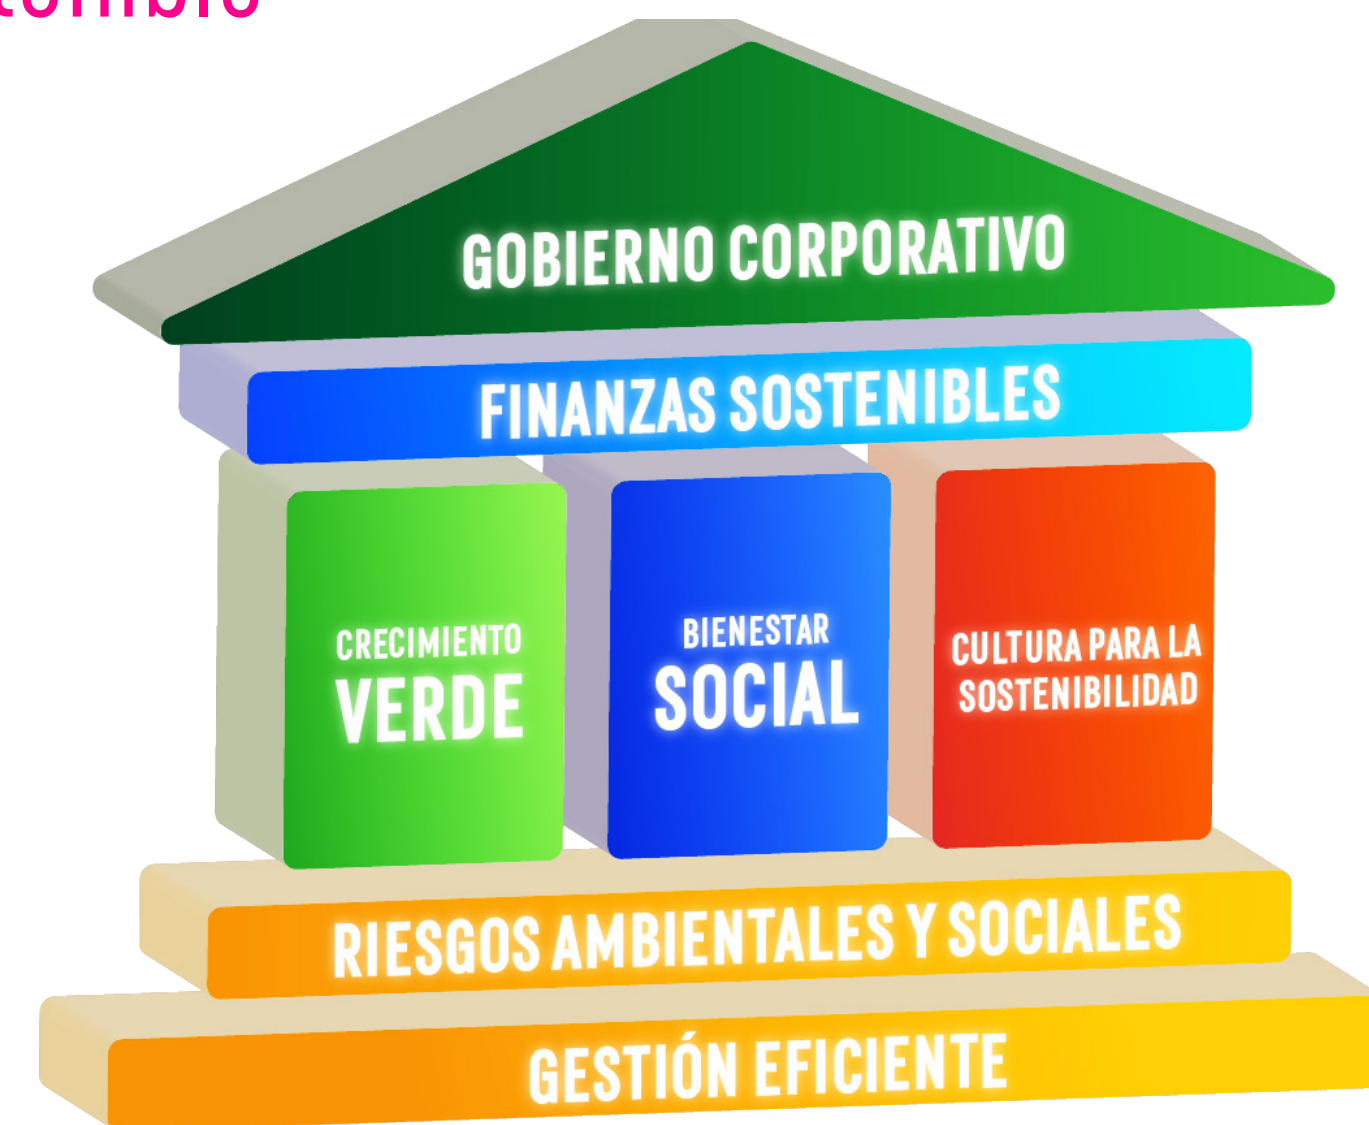 GOBIERNO CORPORATIVO
FINANZAS SOSTENIBLES
CRECIMIENTO
VERDE
BIENESTAR
SOCIAL
CULTURA PARA LA
SOSTENIBILIDAD
RIESGOS AMBIENTALES Y SOCIALES
GESTIÓN EFICIENTE